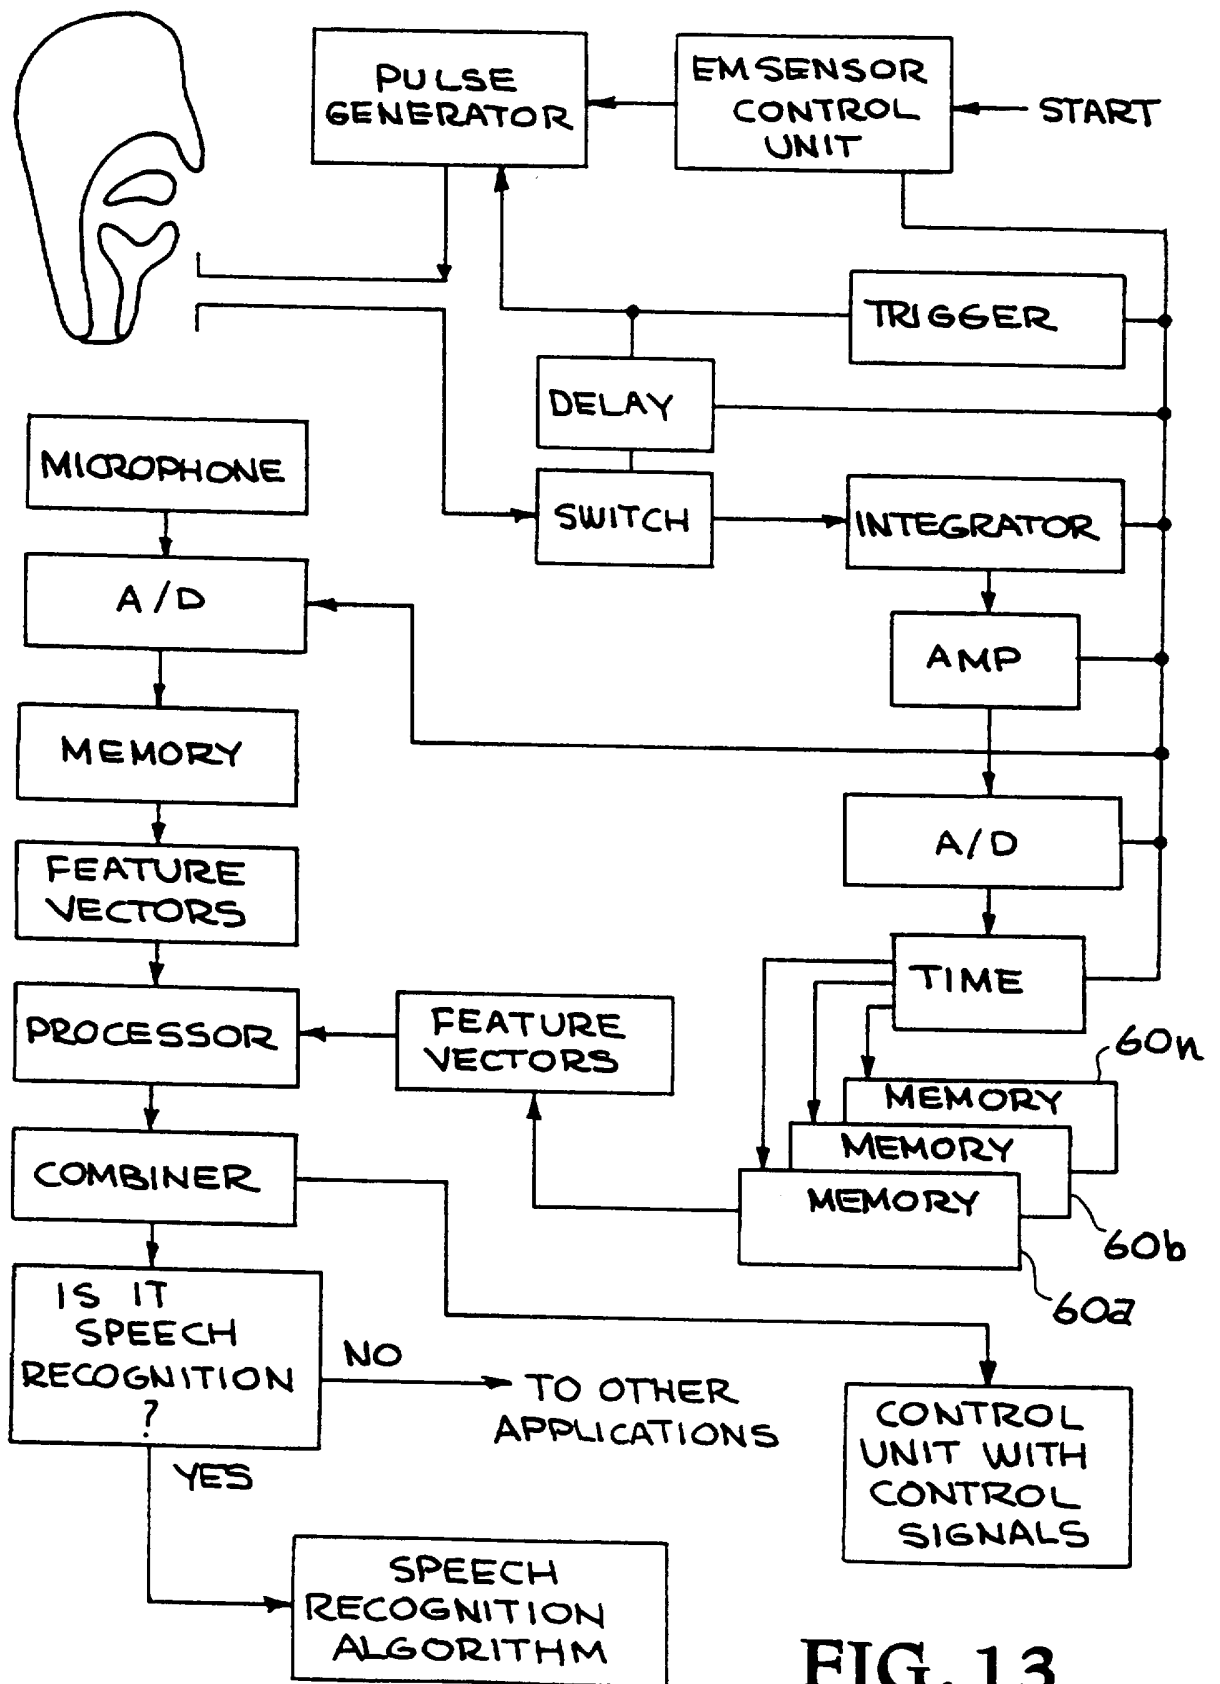 PULSE
GENERATOR
EM SENSOR
CONTROL
UNIT
START
TRIGGER
DELAY
MICROPHONE
SWITCH
INTEGRATOR
A/D
AMP
MEMORY
A/D
FEATURE
VECTORS
TIME
PROCESSOR
FEATURE
VECTORS
60n
MEMORY
MEMORY
MEMORY
60b
60a
COMBINER
IS IT
SPEECH
RECOGNITION
?
NO
TO OTHER
APPLICATIONS
YES
CONTROL
UNIT WITH
CONTROL
SIGNALS
SPEECH
RECOGNITION
ALGORITHM
FIG. 13